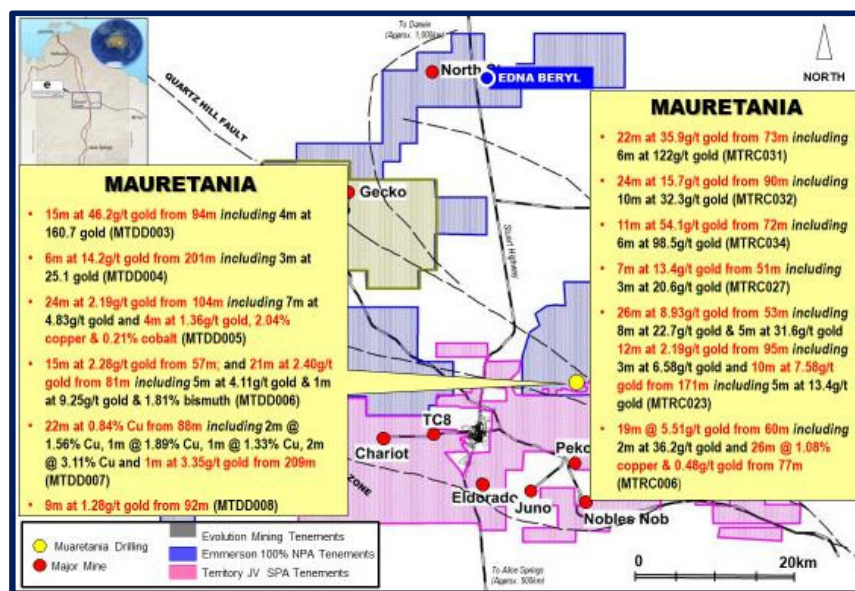 To Darwin
(Approx. 1,000km)
North S
EDNA BERYL
NORTH
QUARTZ HILL FAULT
e
Gecko
Stuart Highway
MAURETANIA
• 15m at 46.2g/t gold from 94m including 4m at
160.7 gold (MTDD003)
• 6m at 14.2g/t gold from 201m including 3m at
25.1 gold (MTDD004)
• 24m at 2.19g/t from 104m including 7m at
4.83g/t gold and 4m at 1.36g/t gold, 2.04%
copper & 0.21% cobalt (MTDD005)
• 15m at 2.28g/t from 57m; and 21m at 2.40g/t
gold from 81m including 5m at 4.11g/t gold & 1m
at 9.25g/t gold & 1.81% bismuth (MTDD006)
• 22m at 0.84% Cu from 88m including 2m @
1.56% Cu, 1m @ 1.89% Cu, 1m @ 1.33% Cu, 2m
@ 3.11% Cu and 1m at 3.35g/t gold from 209m
(MTDD007)
• 9m at 1.28g/t gold from 92m (MTDD008)
MAURETANIA
• 22m at 35.9g/t gold from 73m including
6m at 122g/t gold (MTRC031)
• 24m at 15.7g/t gold from 90m including
10m at 32.3g/t gold (MTRC032)
• 11m at 54.1g/t gold from 72m including
6m at 98.5g/t gold (MTRC034)
• 7m at 13.4g/t gold from 51m including
3m at 20.6g/t gold (MTRC027)
• 26m at 8.93g/t gold from 53m including
8m at 22.7g/t gold & 5m at 31.6g/t gold
12m at 2.19g/t gold from 95m including
3m at 6.58g/t gold and 10m at 7.58g/t
gold from 171m including 5m at 13.4g/t
gold (MTRC023)
• 19m @ 5.51g/t gold from 60m including
2m at 36.2g/t gold and 26m @ 1.08%
copper & 0.48g/t gold from 77m
(MTRC006)
TC8
Chariot
Peko
ZONE
Eldorado
Juno
Nobles Nob
To Alice Springs
(Approx. 500km)
0 20km
Muaretania Drilling
Major Mine
Evolution Mining Tenements
Emmerson 100% NPA Tenements
Territory JV SPA Tenements